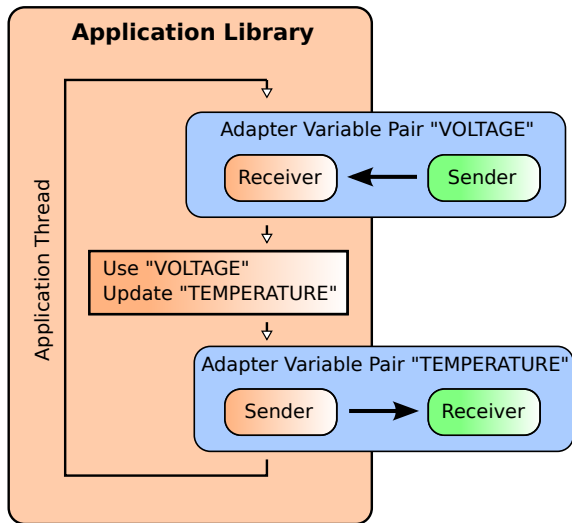 Application Library
Adapter Variable Pair "VOLTAGE"
Receiver
Sender
Application Thread
Use "VOLTAGE"
Update "TEMPERATURE"
Adapter Variable Pair "TEMPERATURE"
Sender
Receiver